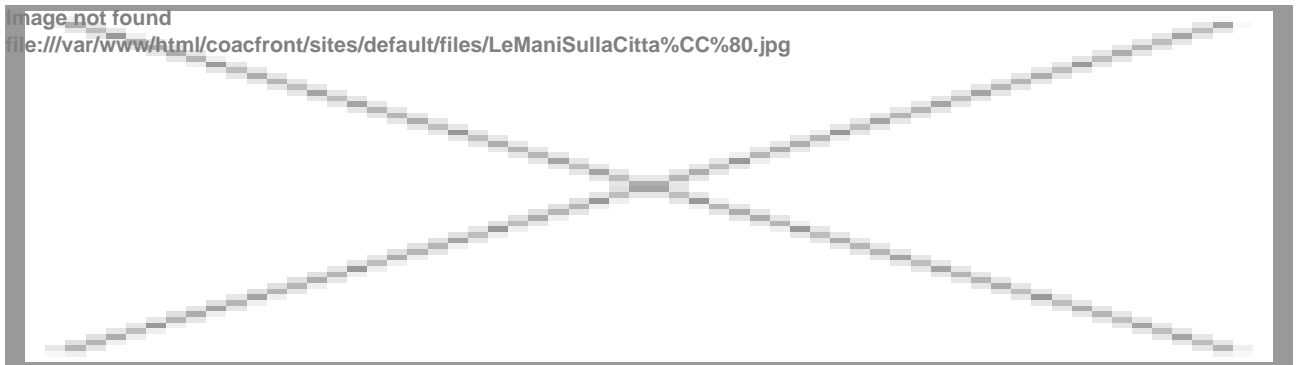 Image not found
file:///var/www/html/coacfront/sites/default/files/LeManiSullaCitta%CC%80.jpg